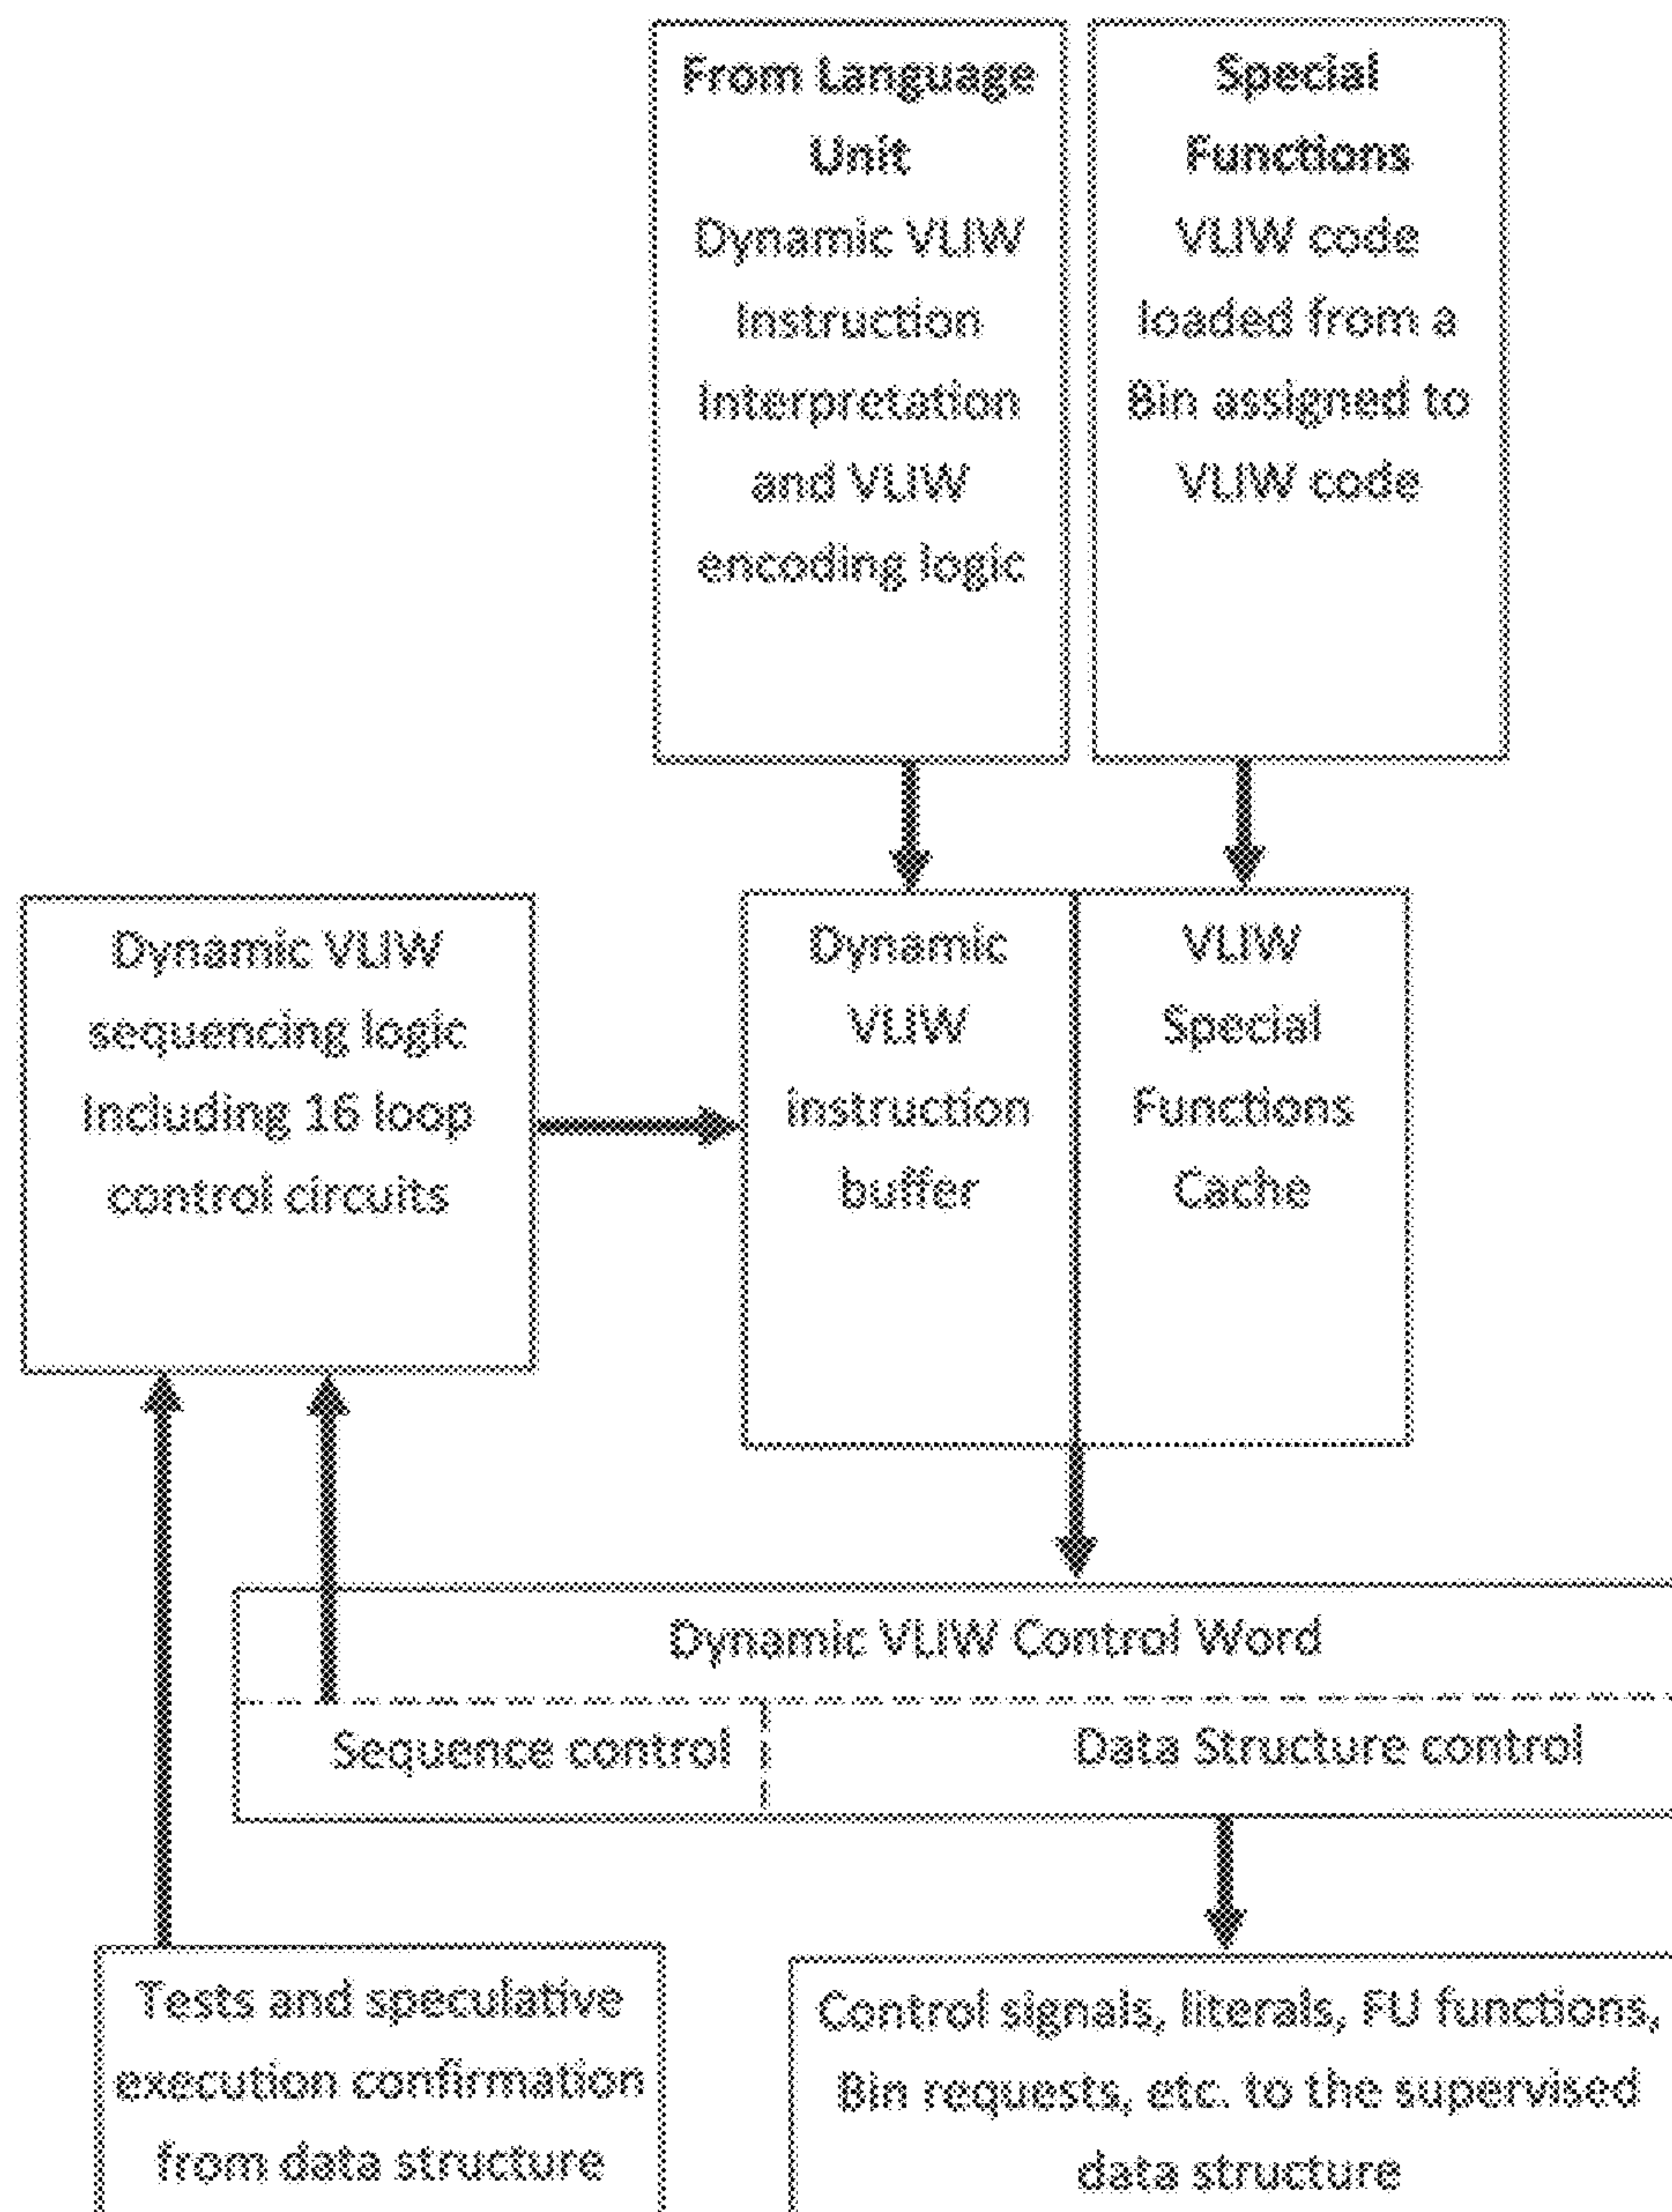 From Language
Unit
Dynamic VLIW
Instruction
Interpretation
and VLIW
encoding logic
Special
Functions
VLIW code
loaded from a
Bin assigned to
VLIW code
Dynamic VLIW
sequencing logic
Including 16 loop
control circuits
Dynamic
VLIW
instruction
buffer
VLIW
Special
Functions
Cache
Dynamic VLIW Control Word
Sequence control
Data Structure control
Tests and speculative
execution confirmation
from data structure
Control signals, literals, FU functions,
Bin requests, etc. to the supervised
data structure